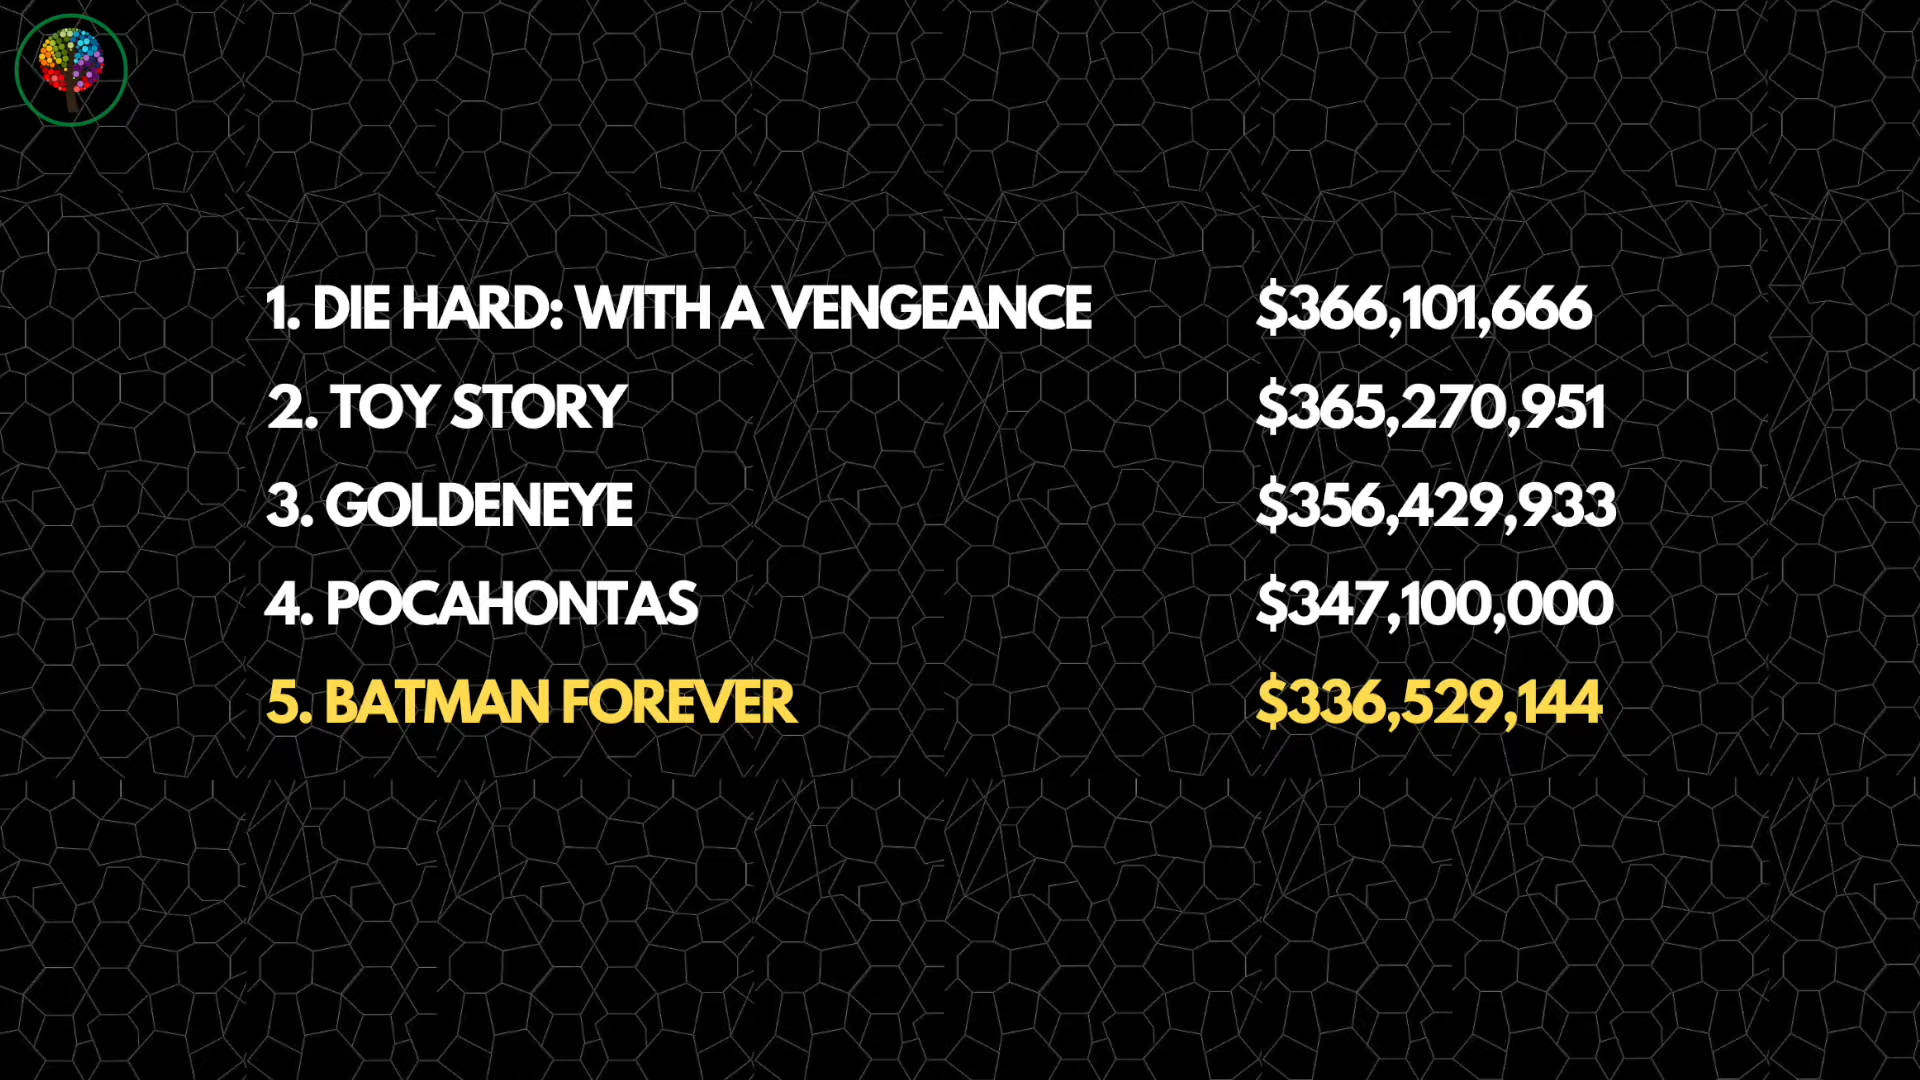 1. DIE HARD: WITH A VENGEANCE $366,101,666
2. TOY STORY $365,270,951
3. GOLDENEYE $356,429,933
4. POCAHONTAS $347,100,000
5. BATMAN FOREVER $336,529,144